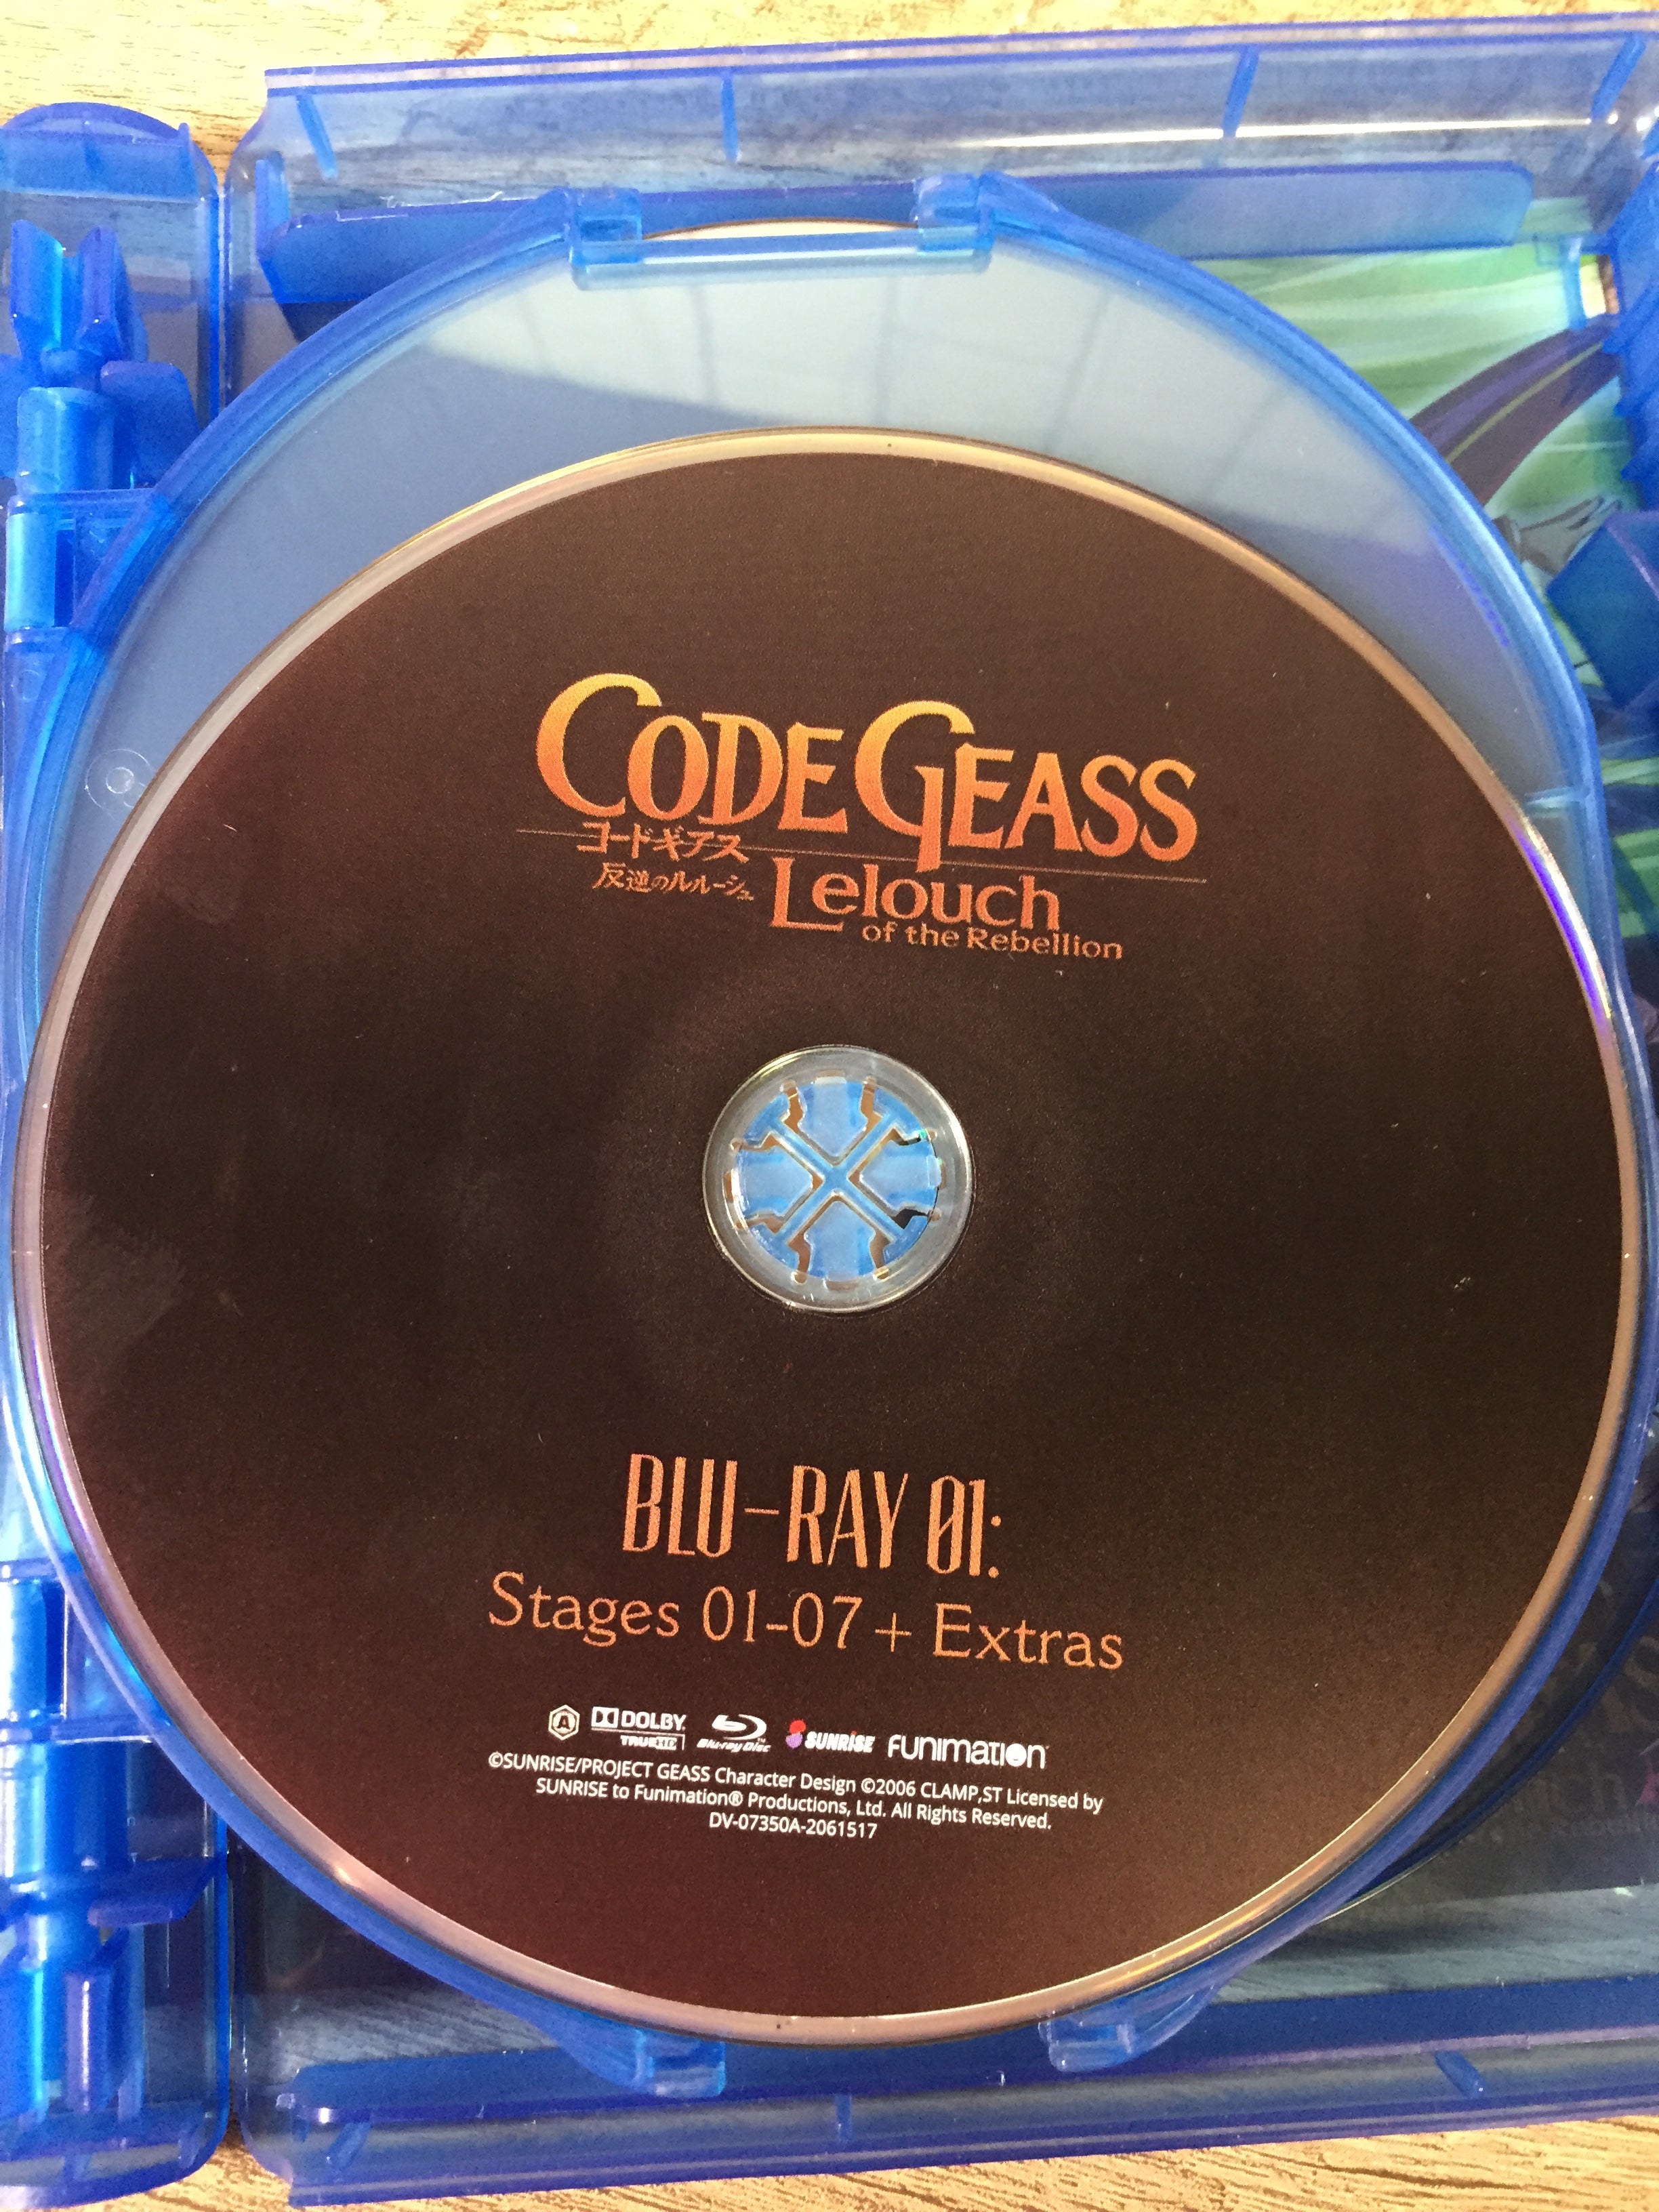 CODE GEASS
コードギアス
反逆のルルーシュ
Lelouch
of the Rebellion
BLU-RAY 01:
Stages 01-07 + Extras
A DOLBY TRUEHD Blu-ray Disc SUNRISE FUNIMATION
©SUNRISE/PROJECT GEASS Character Design ©2006 CLAMP,ST Licensed by
SUNRISE to Funimation® Productions, Ltd. All Rights Reserved.
DV-07350A-2061517